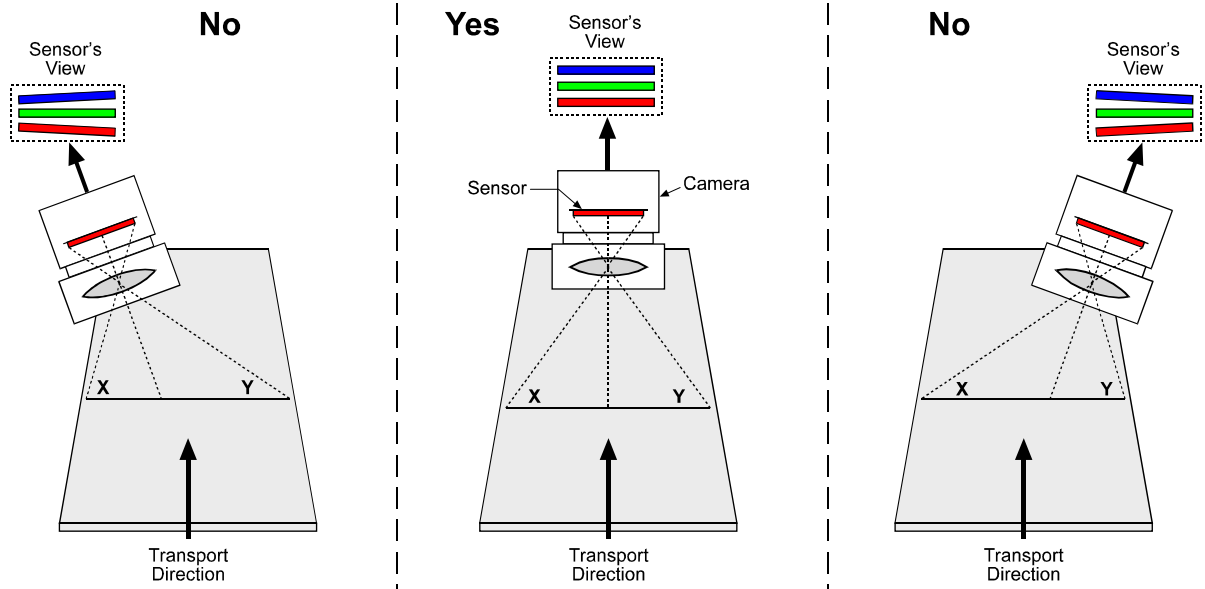 No
Sensor's
View
X
Y
Transport
Direction
Yes
Sensor's
View
Sensor
Camera
X
Y
Transport
Direction
No
Sensor's
View
X
Y
Transport
Direction